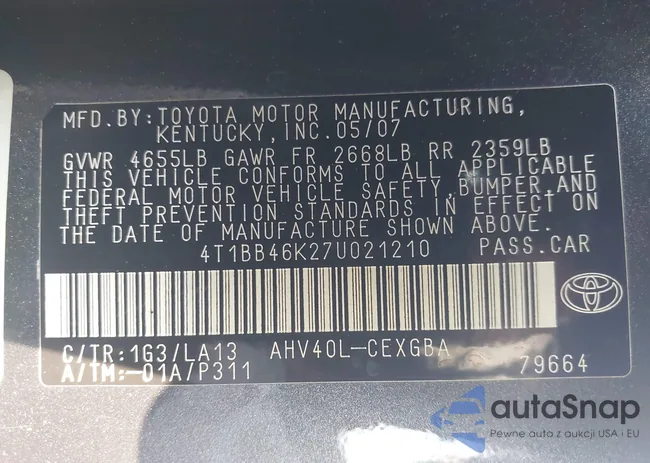 MFD.BY:TOYOTA MOTOR MANUFACTURING,
KENTUCKY, INC.05/07
GVWR 4655LB GAWR FR 2668LB RR 2359LB
THIS VEHICLE CONFORMS TO ALL APPLICABLE
FEDERAL MOTOR VEHICLE SAFETY, BUMPER,AND
THEFT PREVENTION STANDARDS IN EFFECT ON
THE DATE OF MANUFACTURE SHOWN ABOVE.
4T1BB46K27U021210 PASS.CAR
C/TR:1G3/LA13 AHV40L-CEXGBA
A/TM:-01A/P311 79664
autaSnap
Pewne auta z aukcji USA i EU